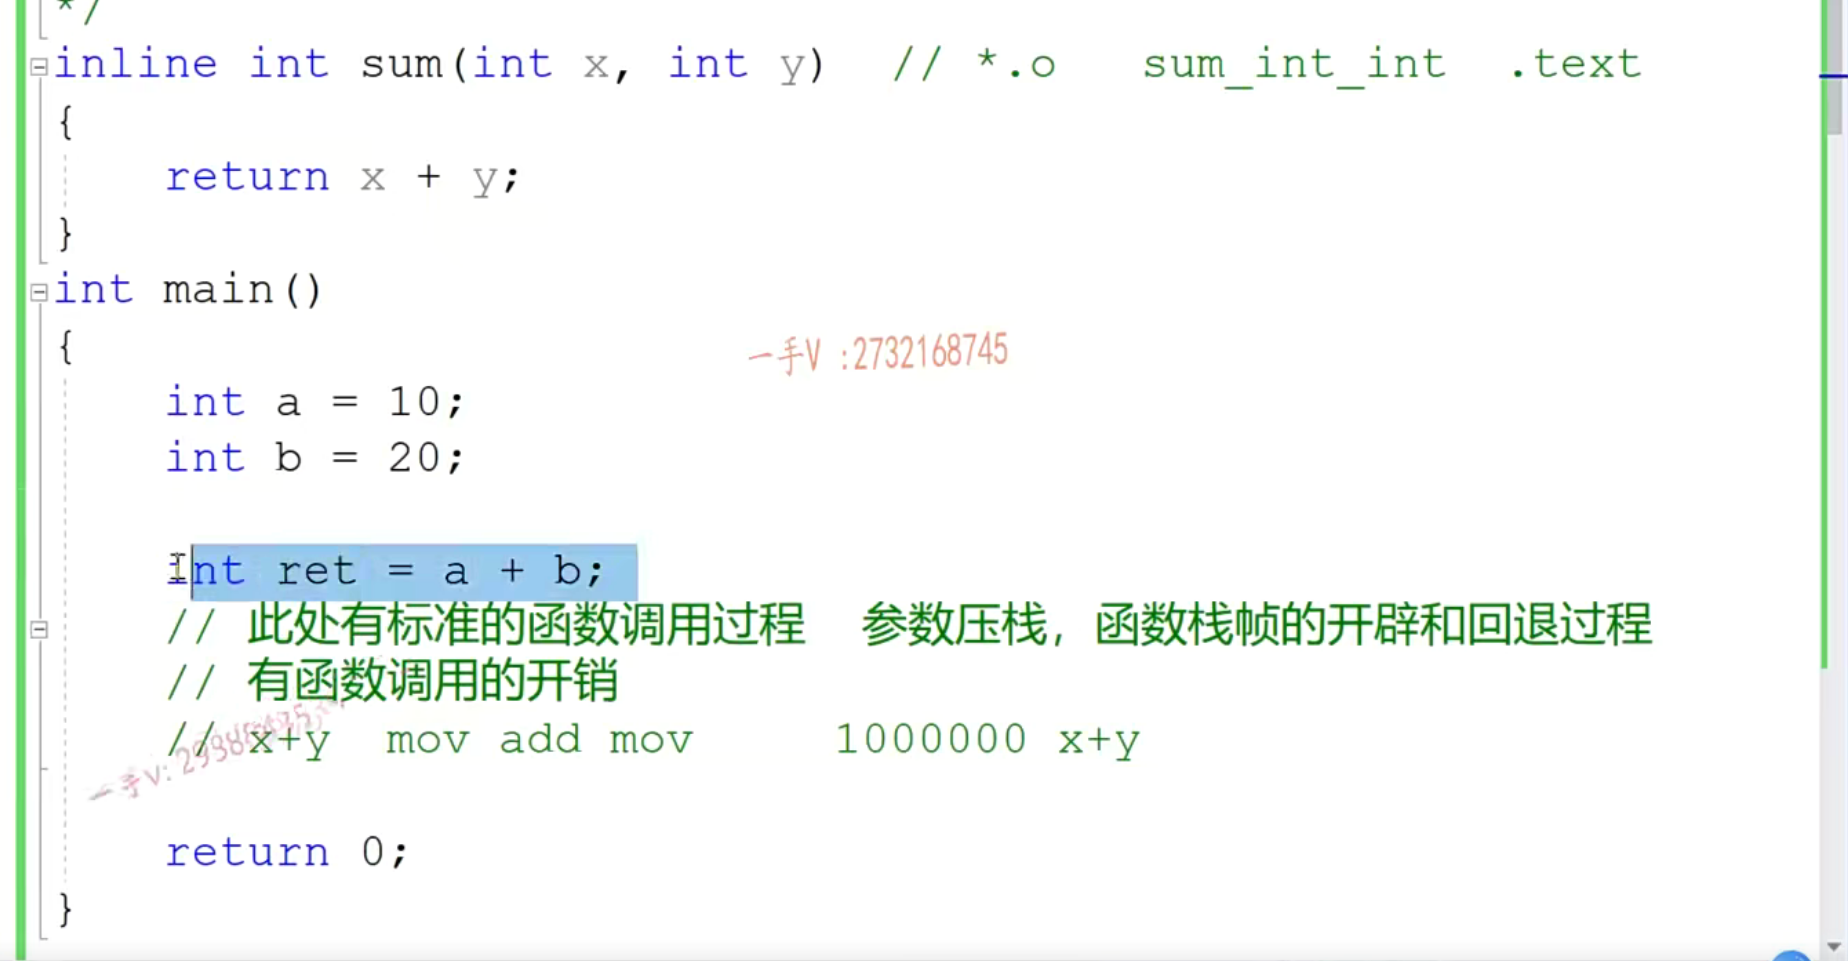 */
inline int sum(int x, int y)  // *.o  sum_int_int  .text
{
return x + y;
}
int main()
{
一手V :2732168745
int a = 10;
int b = 20;
int ret = a + b;
// 此处有标准的函数调用过程  参数压栈，函数栈帧的开辟和回退过程
// 有函数调用的开销
// x+y  mov add mov  1000000 x+y
一手V:
return 0;
}